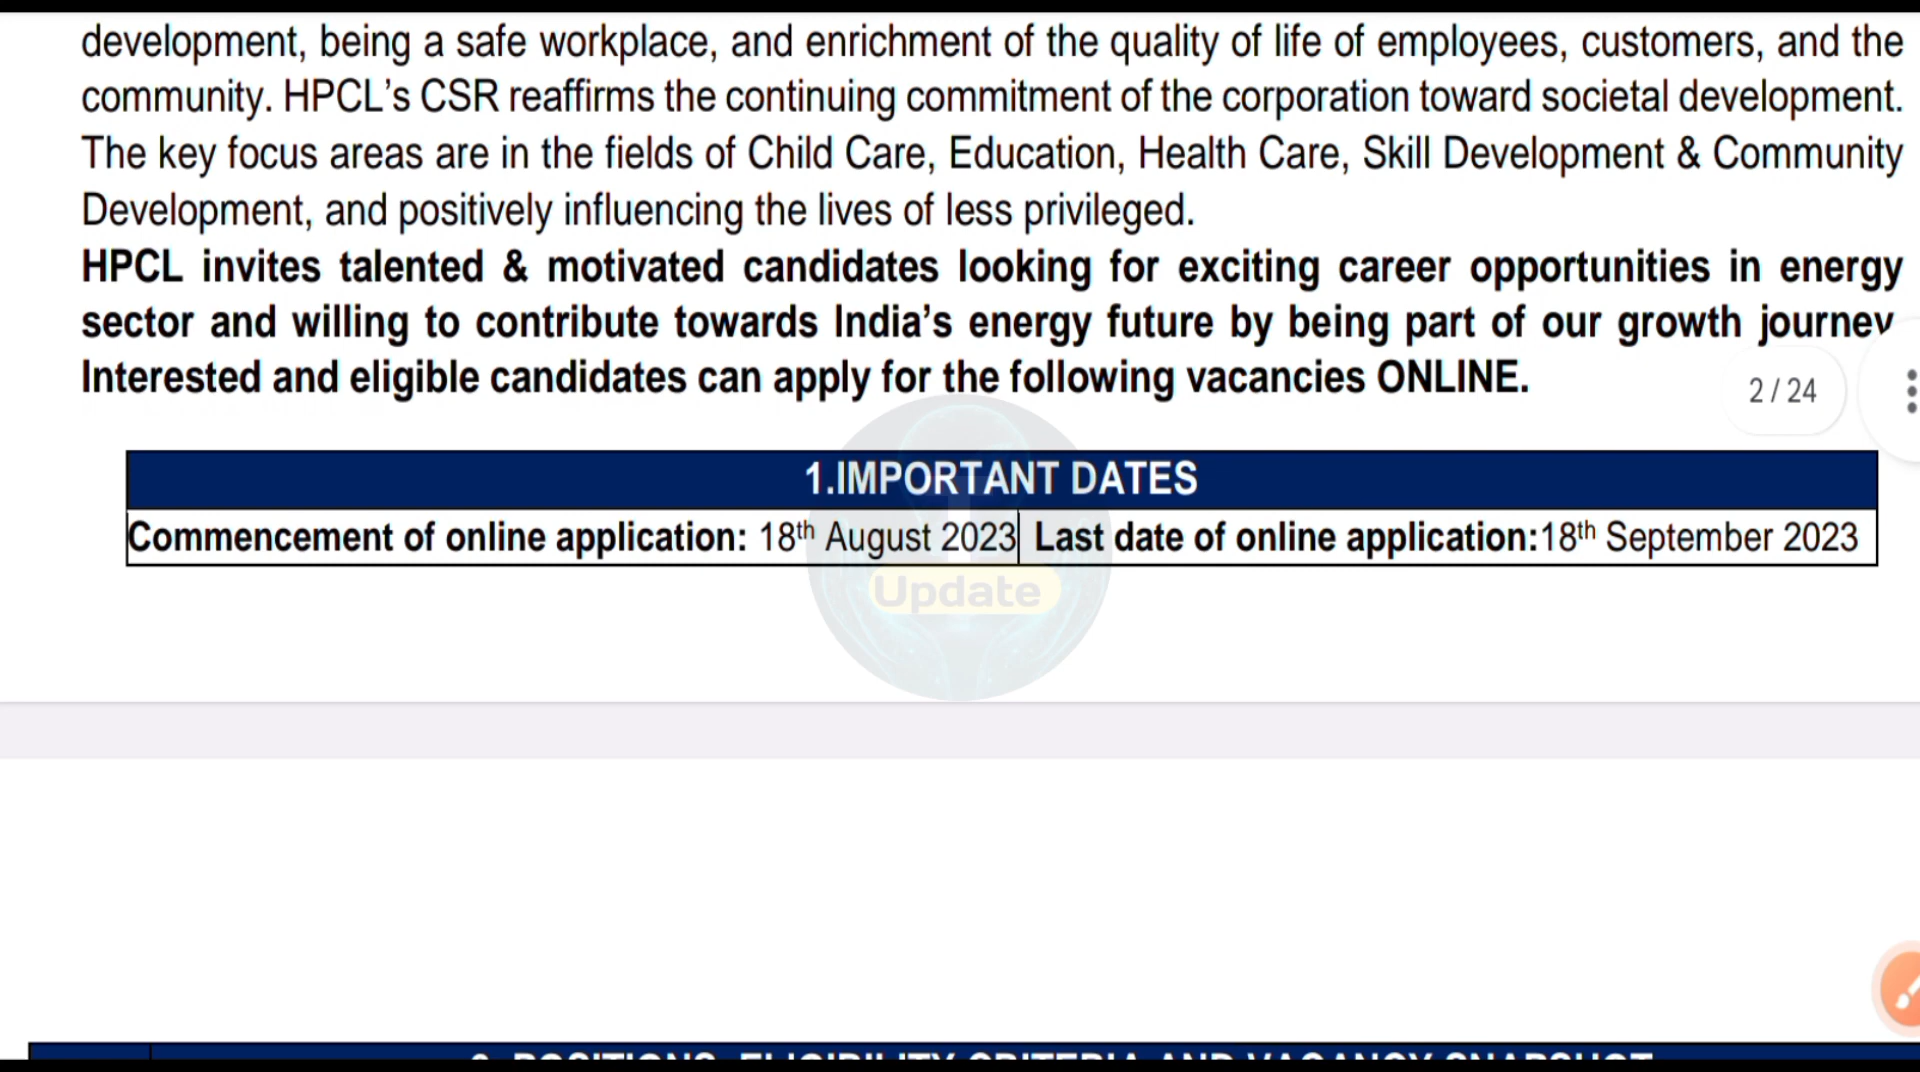 development, being a safe workplace, and enrichment of the quality of life of employees, customers, and the
community. HPCL's CSR reaffirms the continuing commitment of the corporation toward societal development.
The key focus areas are in the fields of Child Care, Education, Health Care, Skill Development & Community
Development, and positively influencing the lives of less privileged.
HPCL invites talented & motivated candidates looking for exciting career opportunities in energy
sector and willing to contribute towards India's energy future by being part of our growth journey
Interested and eligible candidates can apply for the following vacancies ONLINE.
2 / 24
1.IMPORTANT DATES
Commencement of online application: 18th August 2023 Last date of online application:18th September 2023
Update
POSITIONS, ELIGIBILITY CRITERIA AND VACANCY SNAPSHOT